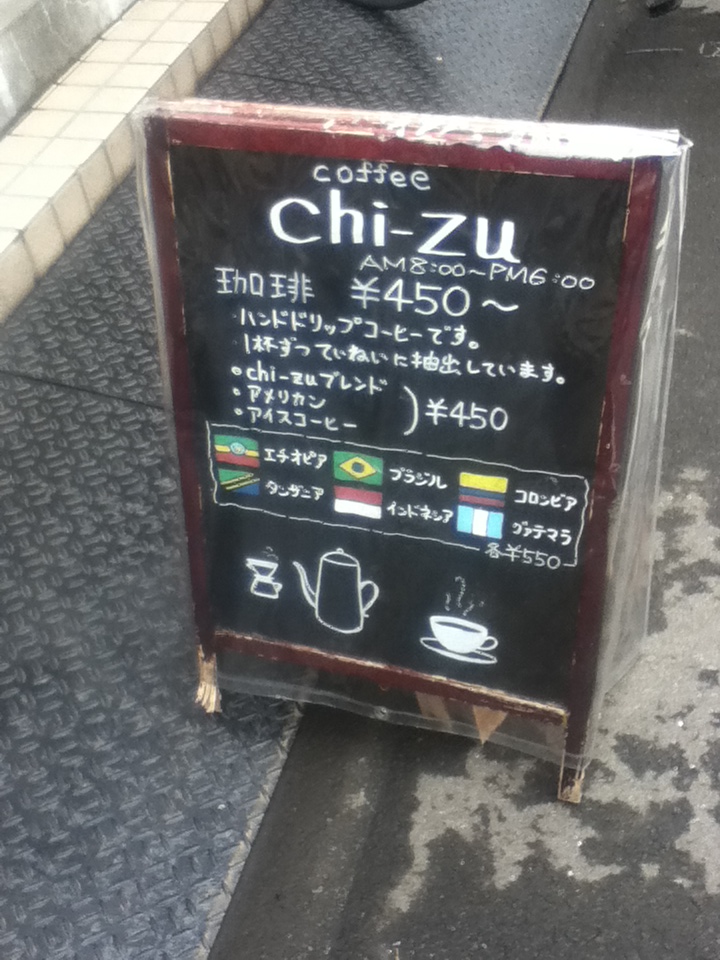 coffee
chi-zu
AM8:00~PM6:00
珈琲 ¥450~
ハンドドリップコーヒーです。
1杯ずつていねいに抽出しています。
•chi-zuブレンド
•アメリカン
•アイスコーヒー
)¥450
エチオピア ブラジル コロンビア
タンザニア インドネシア グァテマラ
各¥550